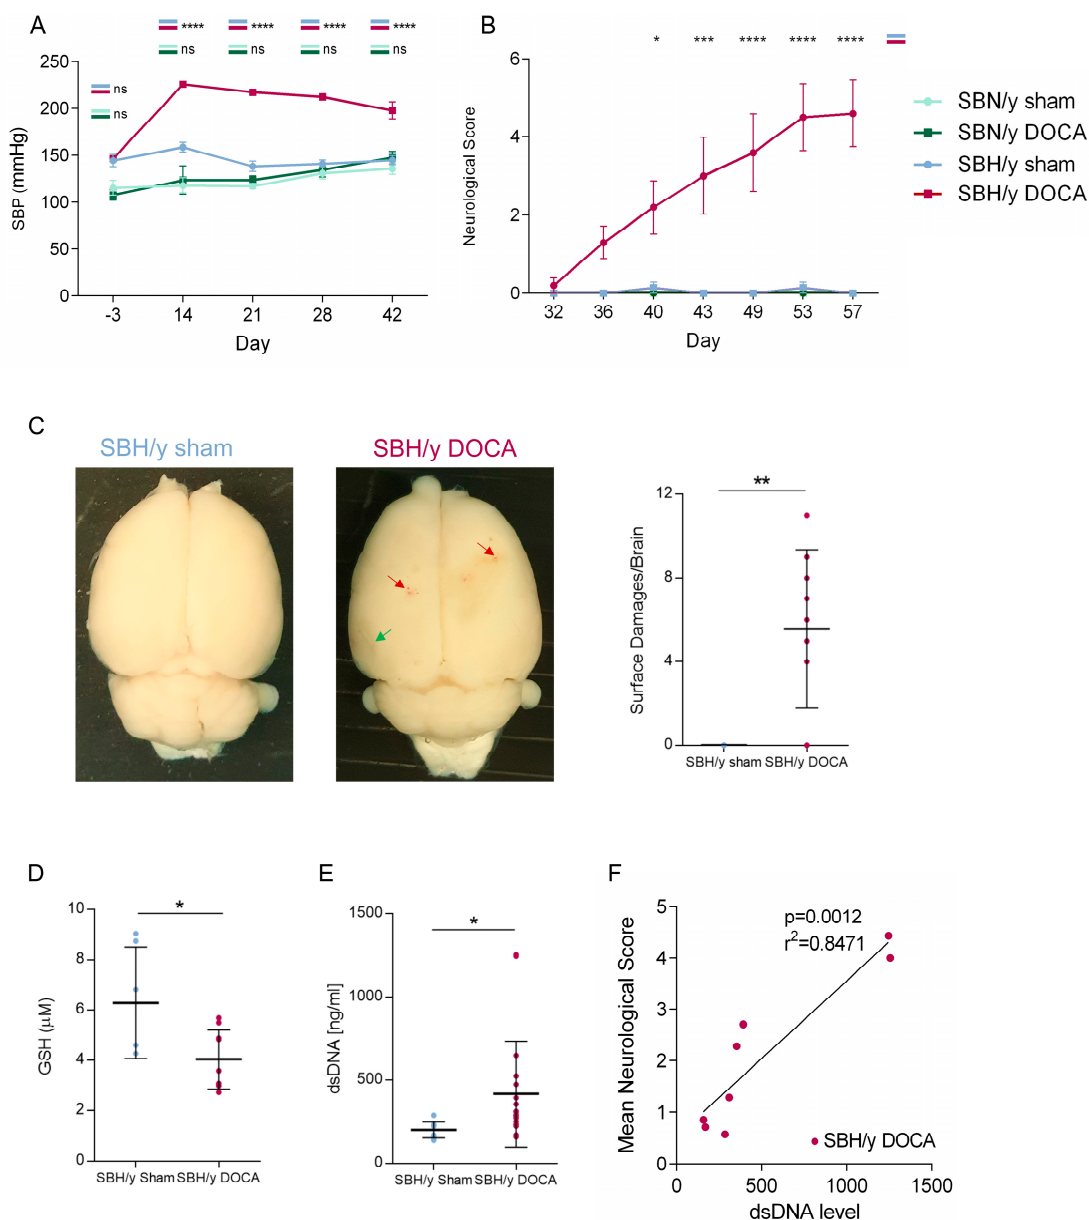 A
**** **** **** ****
ns ns ns ns
ns
ns
250
200
150
100
50
0
SBP (mmHg)
-3 14 21 28 42
Day
B
* *** **** **** ****
6
4
2
0
Neurological Score
32 36 40 43 49 53 57
Day
SBN/y sham
SBN/y DOCA
SBH/y sham
SBH/y DOCA
C
SBH/y sham
SBH/y DOCA
**
12
8
4
0
Surface Damages/Brain
SBH/y sham SBH/y DOCA
D
*
10
8
6
4
2
0
GSH (μM)
SBH/y Sham SBH/y DOCA
E
*
1500
1000
500
0
dsDNA [ng/ml]
SBH/y Sham SBH/y DOCA
F
p=0.0012
r²=0.8471
5
4
3
2
1
0
Mean Neurological Score
SBH/y DOCA
0 500 1000 1500
dsDNA level